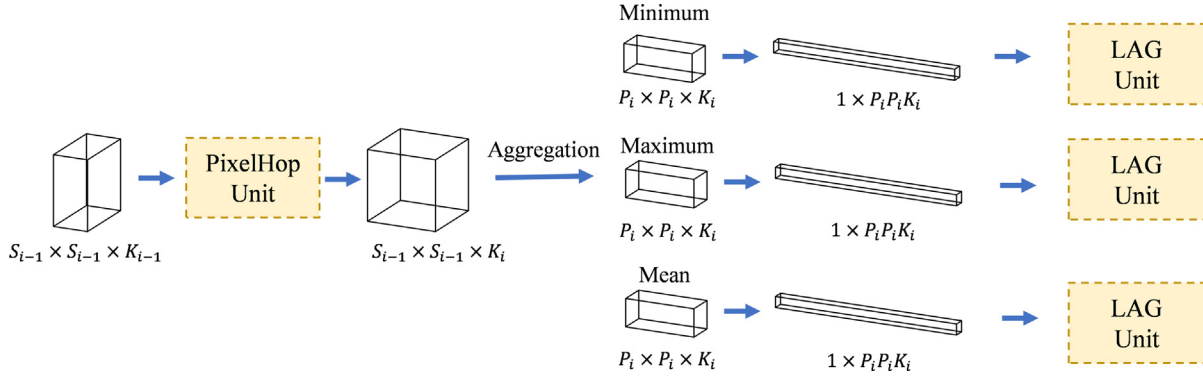 Minimum
P_i × P_i × K_i
1 × P_iP_iK_i
LAG
Unit
S_{i−1} × S_{i−1} × K_{i−1}
PixelHop
Unit
S_{i−1} × S_{i−1} × K_i
Aggregation
Maximum
P_i × P_i × K_i
1 × P_iP_iK_i
LAG
Unit
Mean
P_i × P_i × K_i
1 × P_iP_iK_i
LAG
Unit